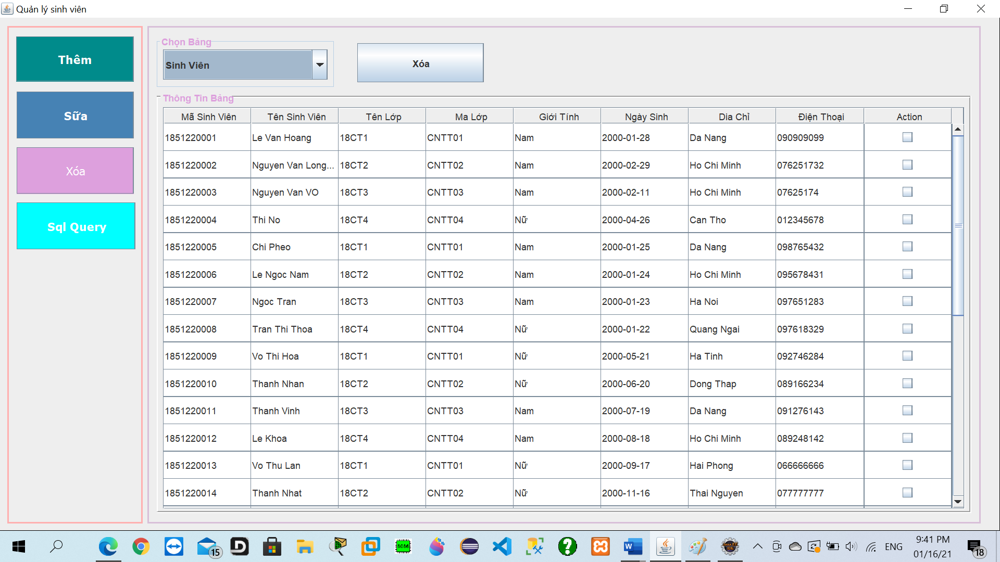 Quản lý sinh viên
Thêm
Sữa
Xóa
Sql Query
Chọn Bảng
Sinh Viên
Xóa
Thông Tin Bảng
Mã Sinh Viên Tên Sinh Viên Tên Lớp Ma Lớp Giới Tính Ngày Sinh Dia Chỉ Điện Thoại Action
1851220001 Le Van Hoang 18CT1 CNTT01 Nam 2000-01-28 Da Nang 090909099
1851220002 Nguyen Van Long... 18CT2 CNTT02 Nam 2000-02-29 Ho Chi Minh 076251732
1851220003 Nguyen Van VO 18CT3 CNTT03 Nam 2000-02-11 Ho Chi Minh 07625174
1851220004 Thi No 18CT4 CNTT04 Nữ 2000-04-26 Can Tho 012345678
1851220005 Chi Pheo 18CT1 CNTT01 Nam 2000-01-25 Da Nang 098765432
1851220006 Le Ngoc Nam 18CT2 CNTT02 Nam 2000-01-24 Ho Chi Minh 095678431
1851220007 Ngoc Tran 18CT3 CNTT03 Nam 2000-01-23 Ha Noi 097651283
1851220008 Tran Thi Thoa 18CT4 CNTT04 Nữ 2000-01-22 Quang Ngai 097618329
1851220009 Vo Thi Hoa 18CT1 CNTT01 Nữ 2000-05-21 Ha Tinh 092746284
1851220010 Thanh Nhan 18CT2 CNTT02 Nữ 2000-06-20 Dong Thap 089166234
1851220011 Thanh Vinh 18CT3 CNTT03 Nam 2000-07-19 Da Nang 091276143
1851220012 Le Khoa 18CT4 CNTT04 Nam 2000-08-18 Ho Chi Minh 089248142
1851220013 Vo Thu Lan 18CT1 CNTT01 Nữ 2000-09-17 Hai Phong 066666666
1851220014 Thanh Nhat 18CT2 CNTT02 Nữ 2000-11-16 Thai Nguyen 077777777
15
D
8086
W
ENG
9:41 PM
01/16/21
18